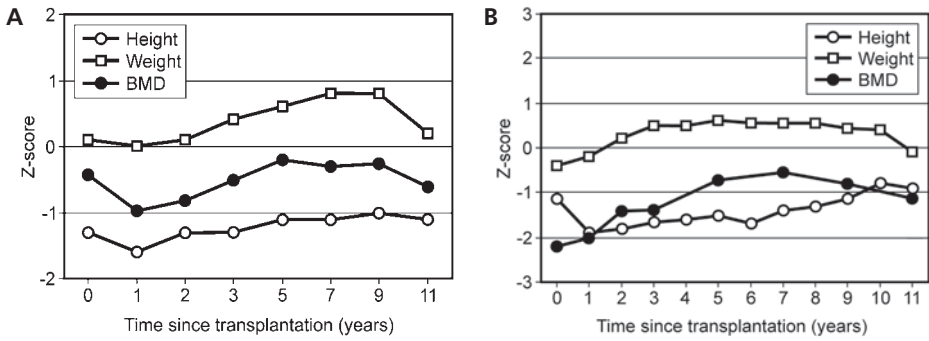 A
2
1
0
-1
-2
Z-score
Height
Weight
BMD
0 1 2 3 5 7 9 11
Time since transplantation (years)
B
3
2
1
0
-1
-2
-3
Z-score
Height
Weight
BMD
0 1 2 3 4 5 6 7 8 9 10 11
Time since transplantation (years)